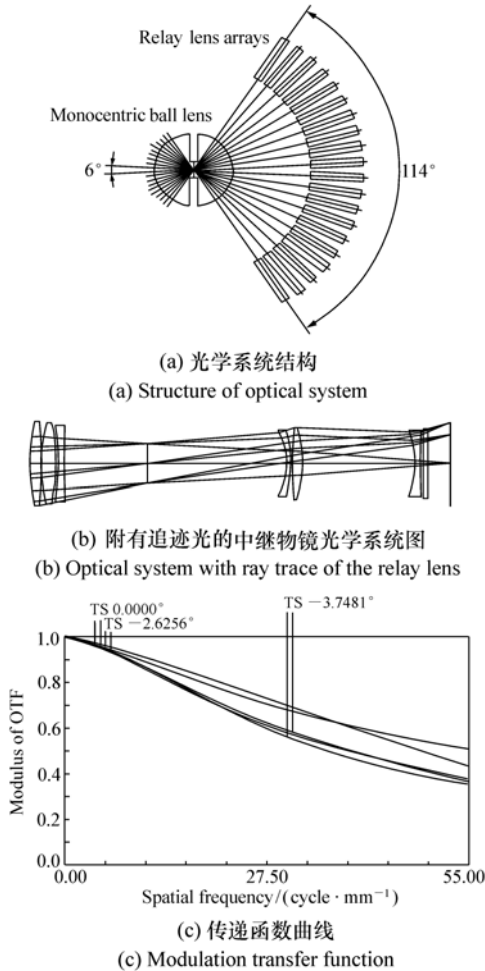 Relay lens arrays
Monocentric ball lens
6°
114°
(a) 光学系统结构
(a) Structure of optical system
(b) 附有追迹光的中继物镜光学系统图
(b) Optical system with ray trace of the relay lens
TS 0.0000°
TS −3.7481°
TS −2.6256°
1.0
0.8
0.6
0.4
0.2
0.0
Modulus of OTF
0.00
27.50
55.00
Spatial frequency/(cycle · mm⁻¹)
(c) 传递函数曲线
(c) Modulation transfer function